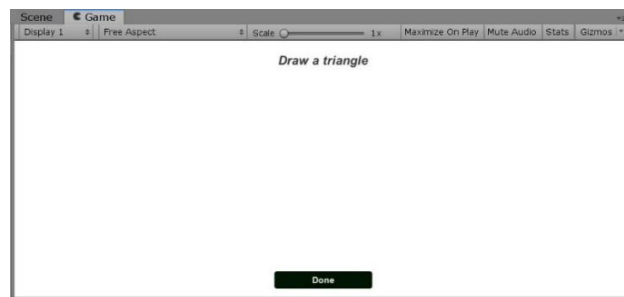 Scene Game
Display 1 Free Aspect Scale 1x Maximize On Play Mute Audio Stats Gizmos
Draw a triangle
Done